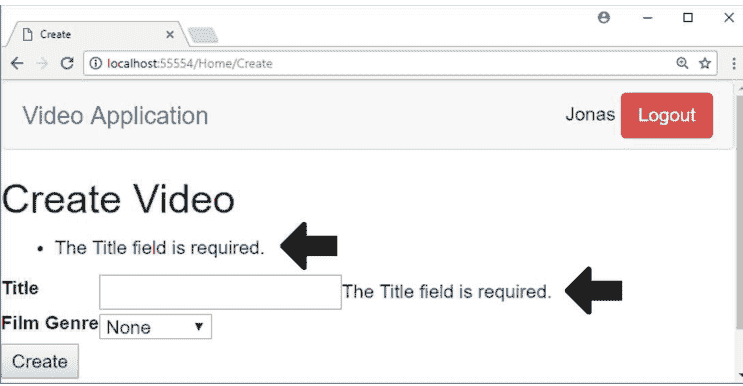 Create
localhost:55554/Home/Create
Video Application
Jonas Logout
Create Video
• The Title field is required.
Title The Title field is required.
Film Genre None
Create